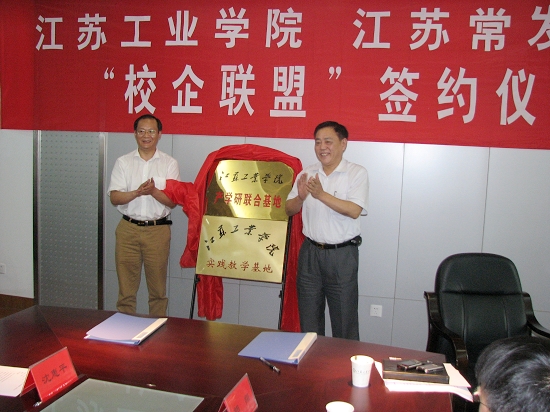 江苏工业学院 江苏常发
“校企联盟”签约仪
江苏工业学院
产学研联合基地
江苏工业学院
实践教学基地